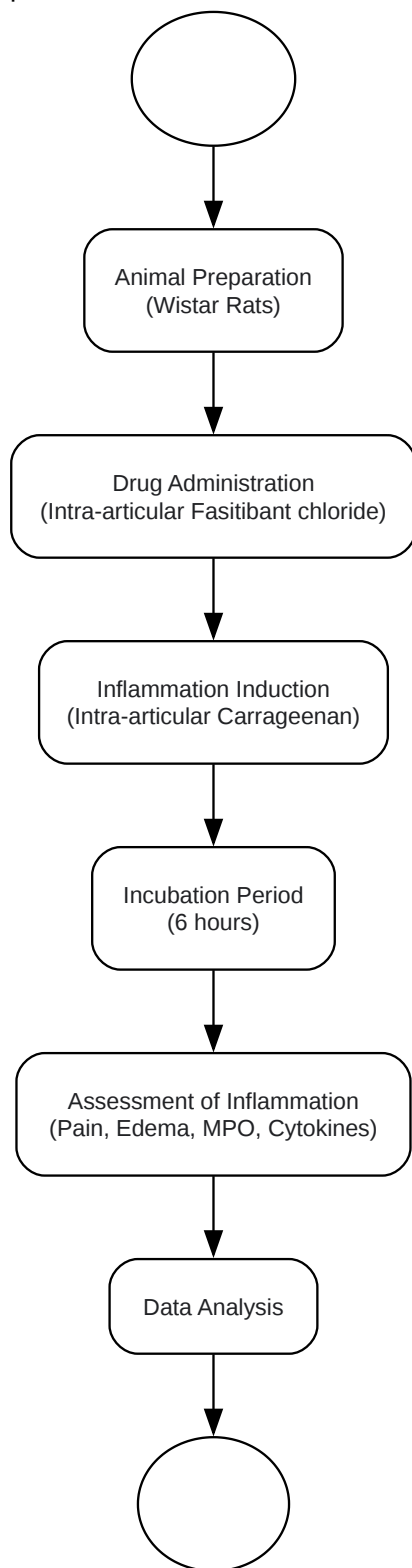 Animal Preparation
(Wistar Rats)
Drug Administration
(Intra-articular Fasitibant chloride)
Inflammation Induction
(Intra-articular Carrageenan)
Incubation Period
(6 hours)
Assessment of Inflammation
(Pain, Edema, MPO, Cytokines)
Data Analysis